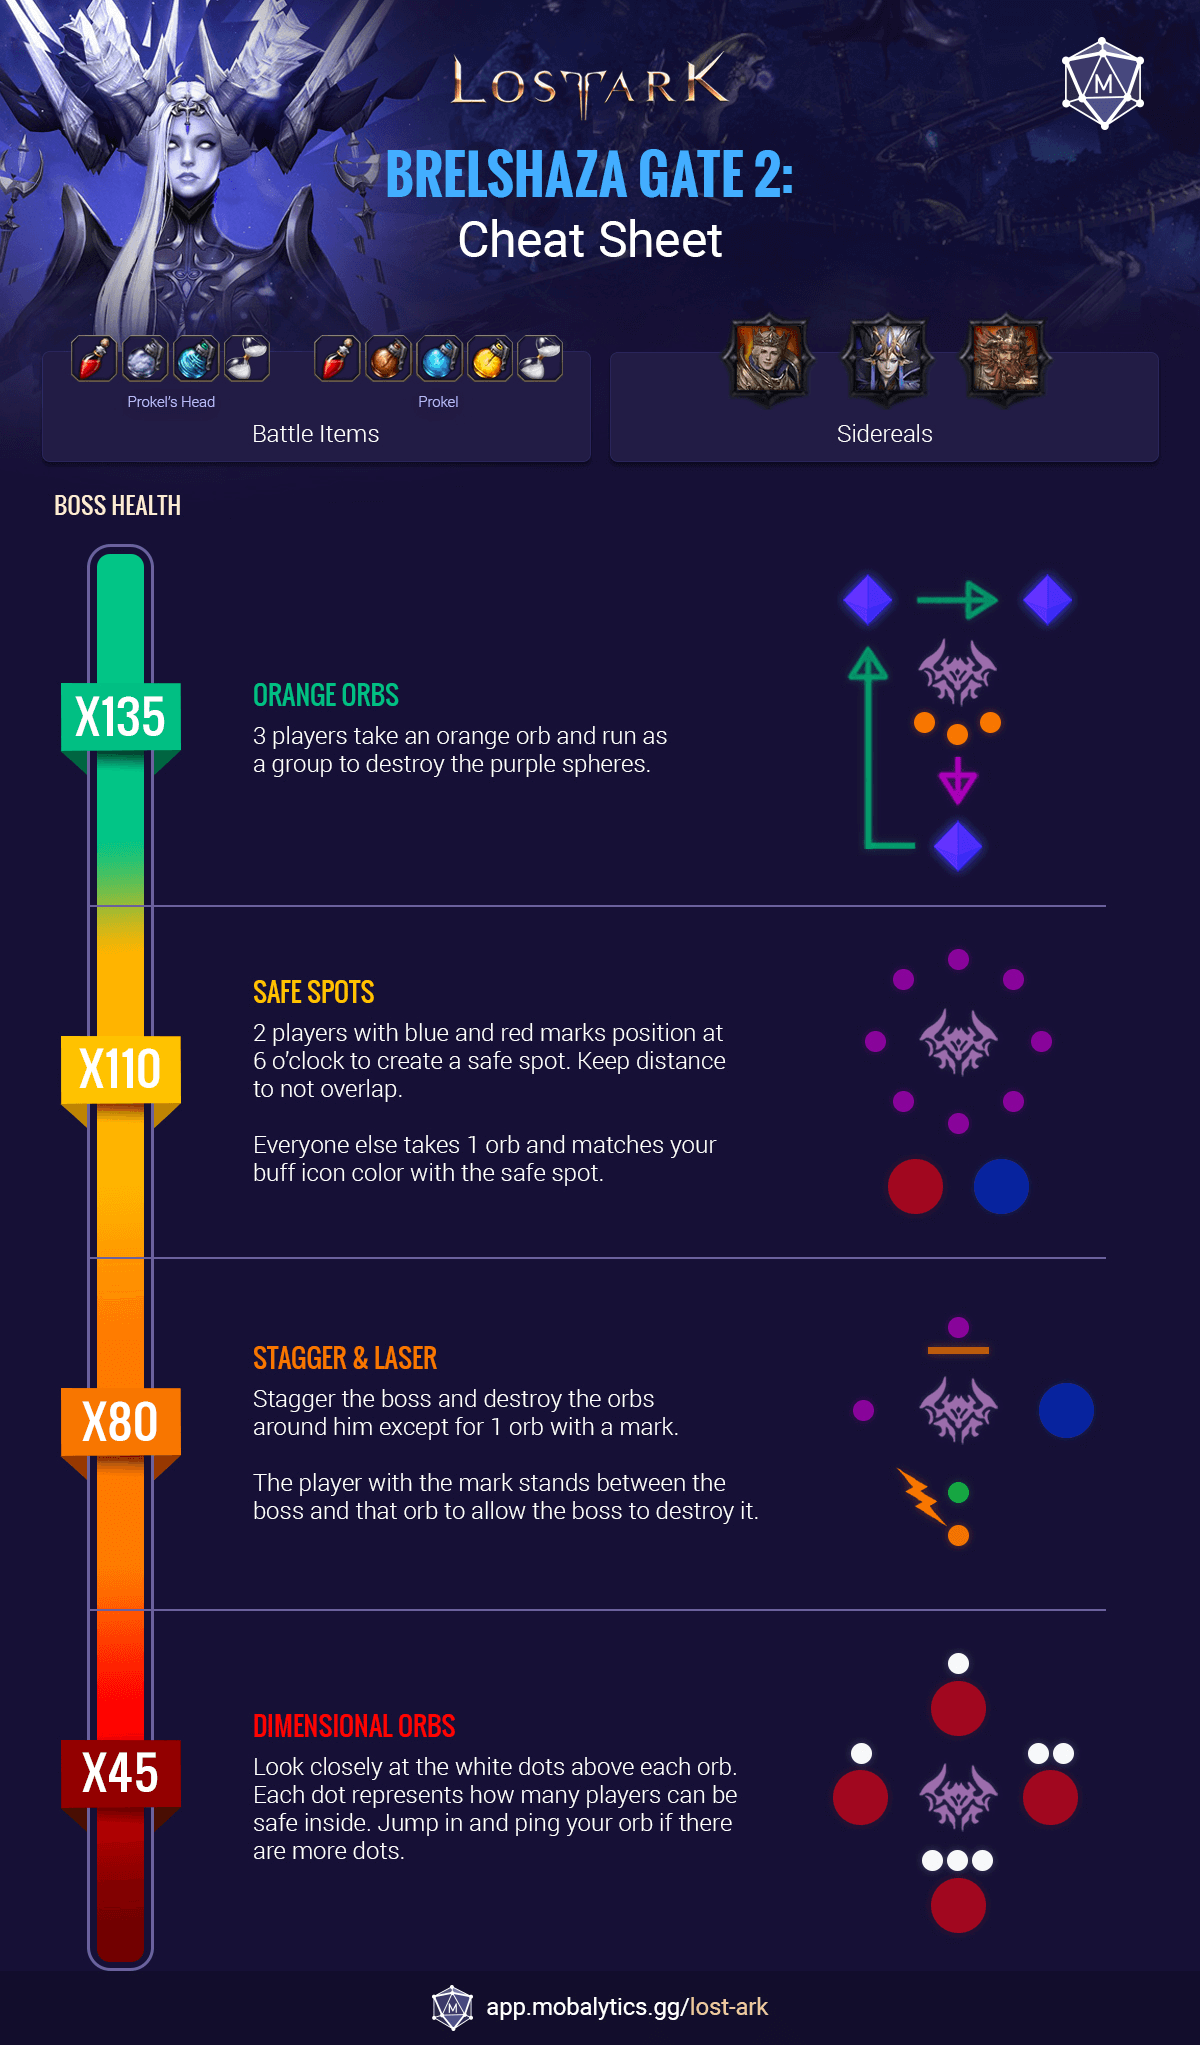 LOST ARK
M
BRELSHAZA GATE 2:
Cheat Sheet
Prokel's Head
Prokel
Battle Items
Sidereals
BOSS HEALTH
X135
ORANGE ORBS
3 players take an orange orb and run as
a group to destroy the purple spheres.
X110
SAFE SPOTS
2 players with blue and red marks position at
6 o'clock to create a safe spot. Keep distance
to not overlap.
Everyone else takes 1 orb and matches your
buff icon color with the safe spot.
X80
STAGGER & LASER
Stagger the boss and destroy the orbs
around him except for 1 orb with a mark.
The player with the mark stands between the
boss and that orb to allow the boss to destroy it.
X45
DIMENSIONAL ORBS
Look closely at the white dots above each orb.
Each dot represents how many players can be
safe inside. Jump in and ping your orb if there
are more dots.
M
app.mobalytics.gg/lost-ark